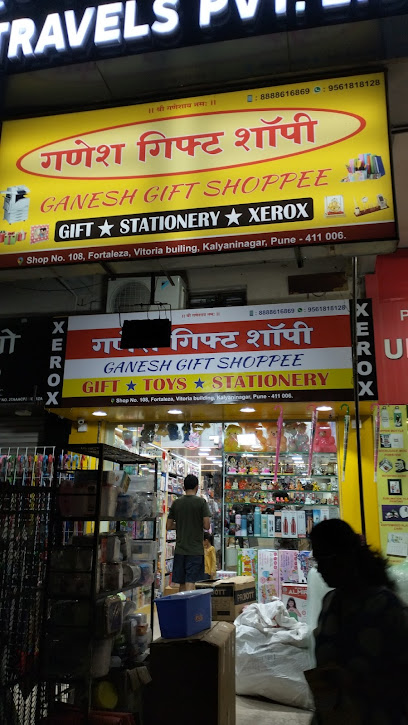 TRAVELS PVT.
।। श्री गणेशाय नमः ।।
: 8888616869 : 9561818128
गणेश गिफ्ट शॉपी
GANESH GIFT SHOPPEE
GIFT ★ STATIONERY ★ XEROX
Shop No. 108, Fortaleza, Vitoria builing, Kalyaninagar, Pune - 411 006.
।। श्री गणेशाय नमः ।।
: 8888616869 : 9561818128
XEROX
गणेश गिफ्ट शॉपी
XEROX
GANESH GIFT SHOPPEE
GIFT ★ TOYS ★ STATIONERY
Shop No. 108, Fortaleza, Vitoria building, Kalyaninagar, Pune - 411 006.